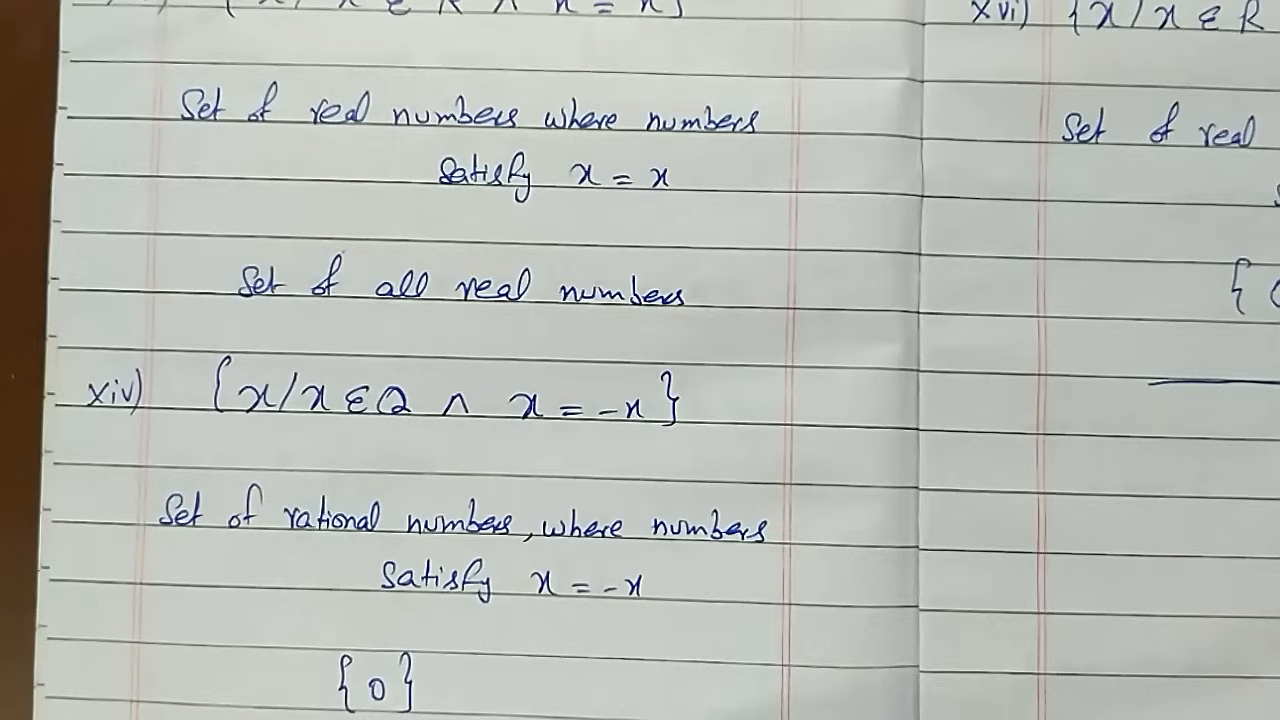 {x/x ∈ R ∧ x = x}
Set of real numbers where numbers
satisfy x = x
Set of all real numbers
xiv) {x/x ∈ Q ∧ x = -x}
Set of rational numbers, where numbers
satisfy x = -x
{0}
xvi) {x/x ∈ R
Set of real
{